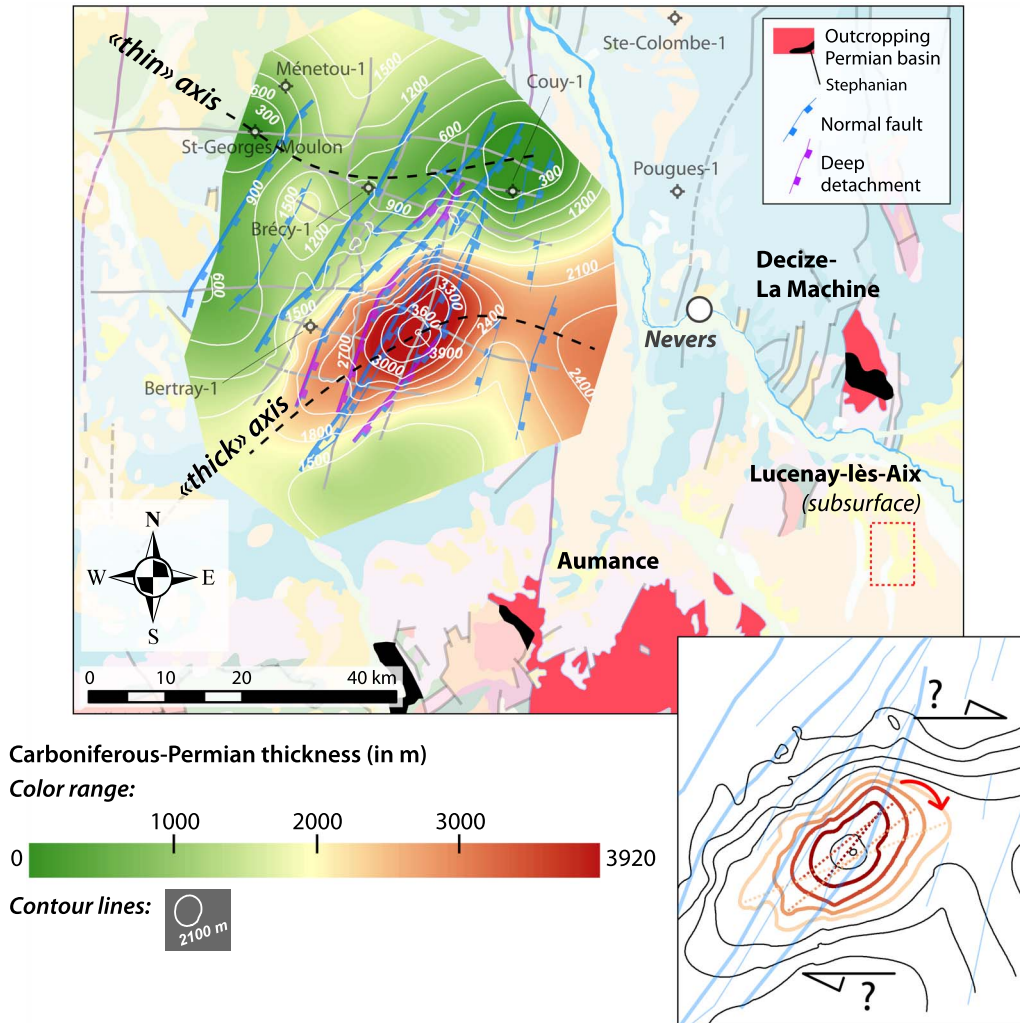 «thin» axis
Ménetou-1
1500
1200
Ste-Colombe-1
Couy-1
600
300
St-Georges/Moulon
600
300
Pougues-1
900
1500
1200
Brécy-1
900
1200
600
2100
1500
3300
3600
2400
2700
3900
3000
2400
Bertray-1
1800
1500
«thick» axis
Nevers
Decize-
La Machine
Lucenay-lès-Aix
(subsurface)
Aumance
Outcropping
Permian basin
Stephanian
Normal fault
Deep
detachment
N
W E
S
0 10 20 40 km
?
?
Carboniferous-Permian thickness (in m)
Color range:
1000 2000 3000
0 3920
Contour lines:
2100 m